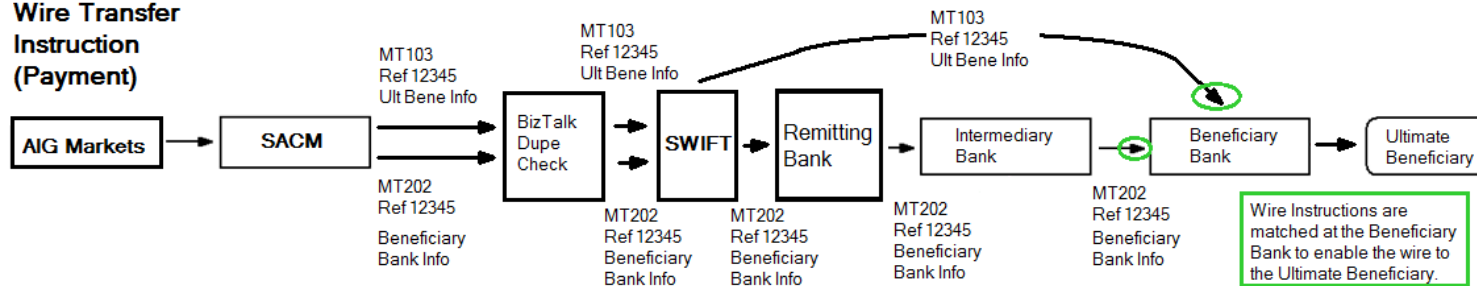 Wire Transfer
Instruction
(Payment)
AIG Markets
SACM
MT103
Ref 12345
Ult Bene Info
MT202
Ref 12345
Beneficiary
Bank Info
BizTalk
Dupe
Check
MT103
Ref 12345
Ult Bene Info
MT202
Ref 12345
Beneficiary
Bank Info
SWIFT
MT202
Ref 12345
Beneficiary
Bank Info
Remitting
Bank
MT103
Ref 12345
Ult Bene Info
MT202
Ref 12345
Beneficiary
Bank Info
Intermediary
Bank
MT202
Ref 12345
Beneficiary
Bank Info
Beneficiary
Bank
Ultimate
Beneficiary
Wire Instructions are
matched at the Beneficiary
Bank to enable the wire to
the Ultimate Beneficiary.